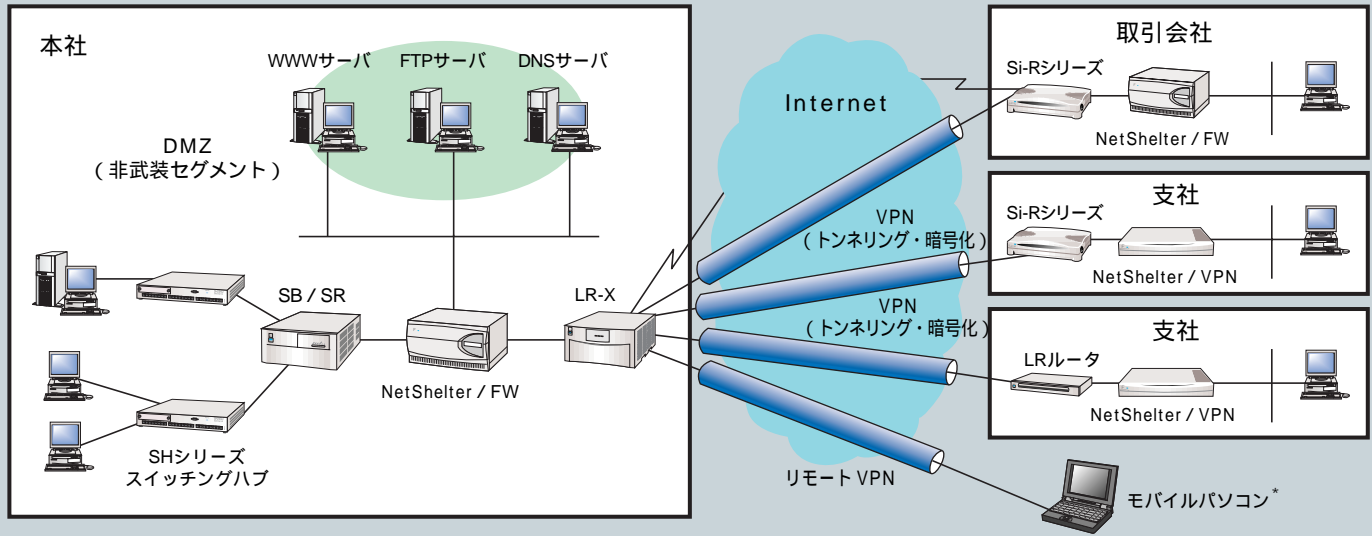 本社
WWWサーバ
FTPサーバ
DNSサーバ
DMZ
(非武装セグメント)
SB / SR
NetShelter / FW
LR-X
SHシリーズ
スイッチングハブ
Internet
VPN
(トンネリング・暗号化)
VPN
(トンネリング・暗号化)
リモート VPN
取引会社
Si-Rシリーズ
NetShelter / FW
支社
Si-Rシリーズ
NetShelter / VPN
支社
LRルータ
NetShelter / VPN
モバイルパソコン*